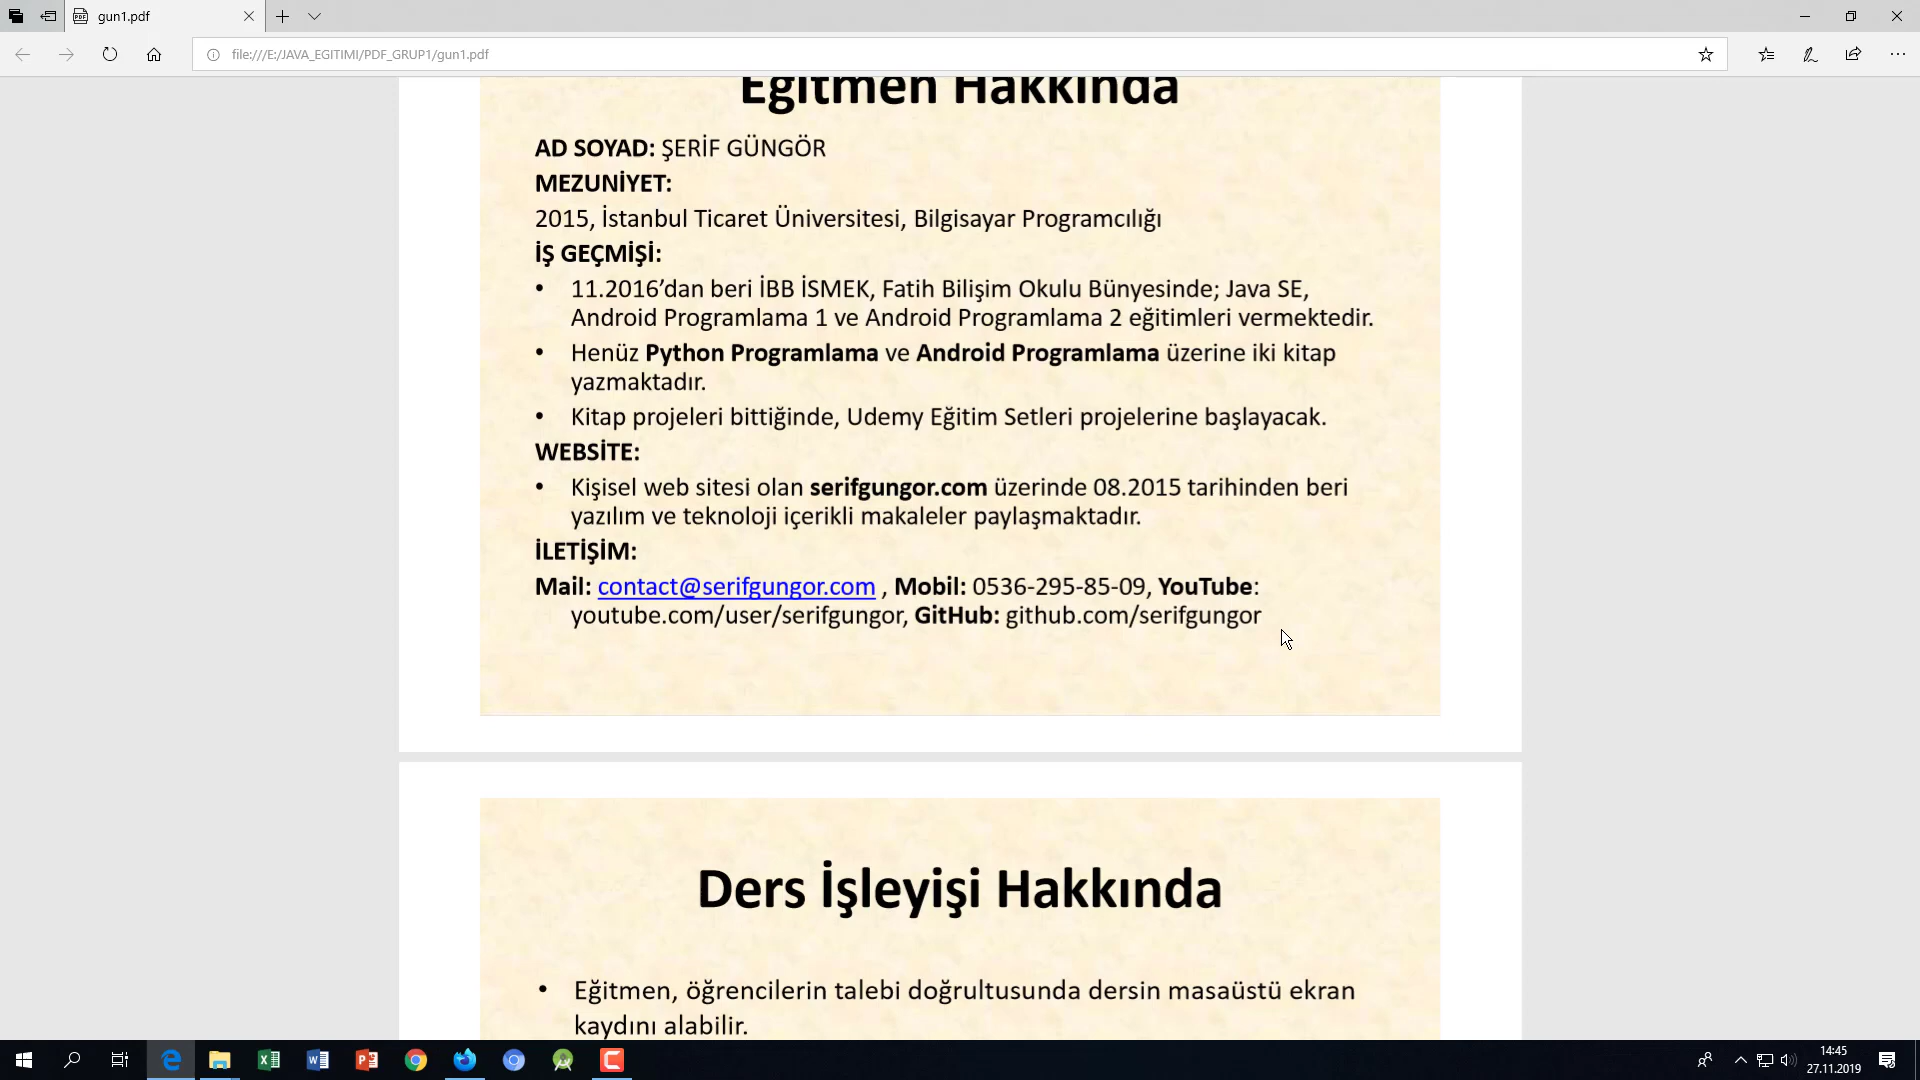 gun1.pdf
file:///E:/JAVA_EGITIMI/PDF_GRUP1/gun1.pdf
Eğitmen Hakkında
AD SOYAD: ŞERİF GÜNGÖR
MEZUNİYET:
2015, İstanbul Ticaret Üniversitesi, Bilgisayar Programcılığı
İŞ GEÇMİŞİ:
• 11.2016’dan beri İBB İSMEK, Fatih Bilişim Okulu Bünyesinde; Java SE,
Android Programlama 1 ve Android Programlama 2 eğitimleri vermektedir.
• Henüz Python Programlama ve Android Programlama üzerine iki kitap
yazmaktadır.
• Kitap projeleri bittiğinde, Udemy Eğitim Setleri projelerine başlayacak.
WEBSİTE:
• Kişisel web sitesi olan serifgungor.com üzerinde 08.2015 tarihinden beri
yazılım ve teknoloji içerikli makaleler paylaşmaktadır.
İLETİŞİM:
Mail: contact@serifgungor.com , Mobil: 0536-295-85-09, YouTube:
youtube.com/user/serifgungor, GitHub: github.com/serifgungor
Ders İşleyişi Hakkında
• Eğitmen, öğrencilerin talebi doğrultusunda dersin masaüstü ekran
kaydını alabilir.
14:45
27.11.2019